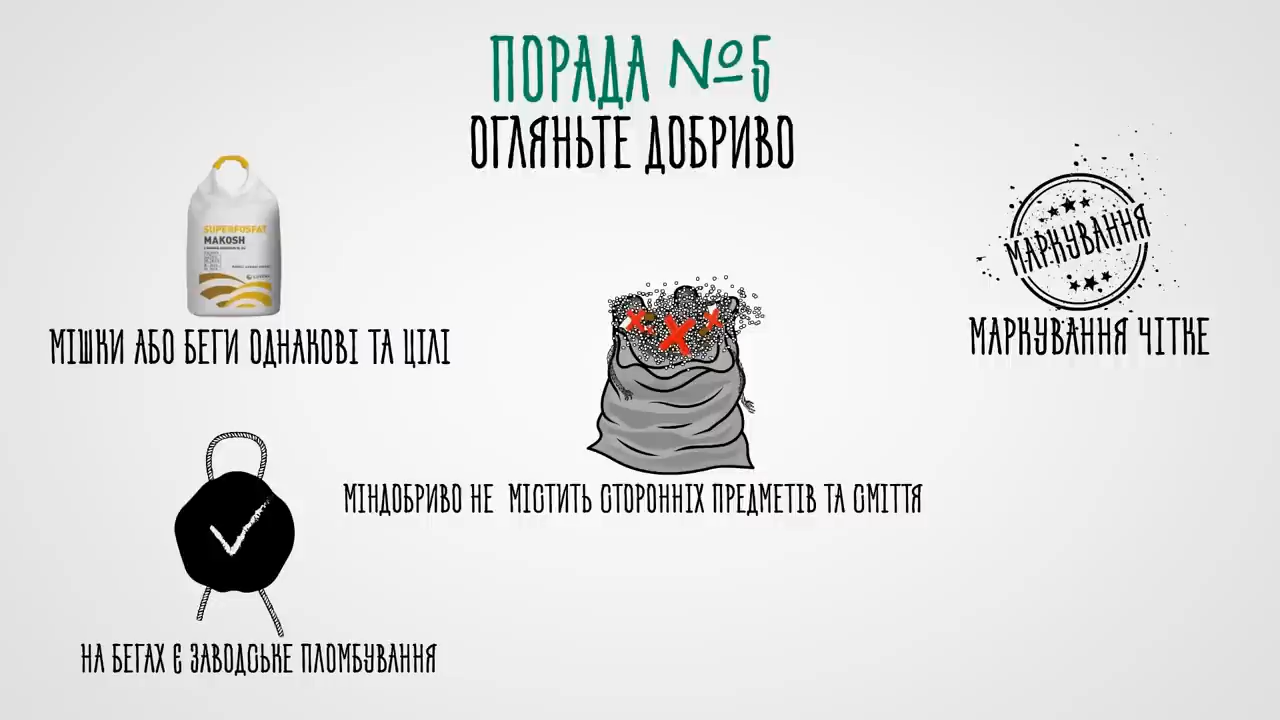 ПОРАДА №5
ОГЛЯНЬТЕ ДОБРИВО
SUPERFOSFAT
MAKOSH
МІШКИ АБО БЕГИ ОДНАКОВІ ТА ЦІЛІ
МАРКУВАННЯ
МАРКУВАННЯ ЧІТКЕ
МІНДОБРИВО НЕ МІСТИТЬ СТОРОННІХ ПРЕДМЕТІВ ТА СМІТТЯ
НА БЕГАХ Є ЗАВОДСЬКЕ ПЛОМБУВАННЯ